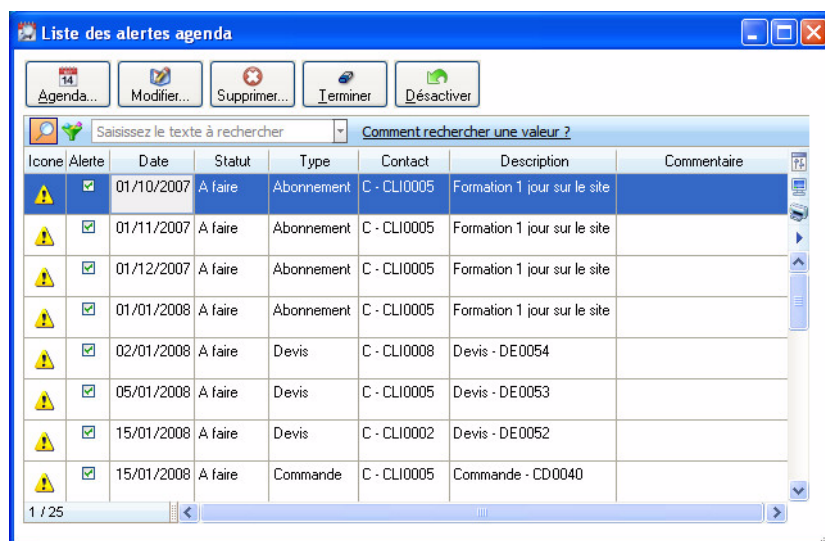 Liste des alertes agenda
14
Agenda... Modifier... Supprimer... Terminer Désactiver
Saisissez le texte à rechercher Comment rechercher une valeur ?
Icone Alerte Date Statut Type Contact Description Commentaire
01/10/2007 A faire Abonnement C - CLI0005 Formation 1 jour sur le site
01/11/2007 A faire Abonnement C - CLI0005 Formation 1 jour sur le site
01/12/2007 A faire Abonnement C - CLI0005 Formation 1 jour sur le site
01/01/2008 A faire Abonnement C - CLI0005 Formation 1 jour sur le site
02/01/2008 A faire Devis C - CLI0008 Devis - DE0054
05/01/2008 A faire Devis C - CLI0005 Devis - DE0053
15/01/2008 A faire Devis C - CLI0002 Devis - DE0052
15/01/2008 A faire Commande C - CLI0005 Commande - CD0040
1 / 25